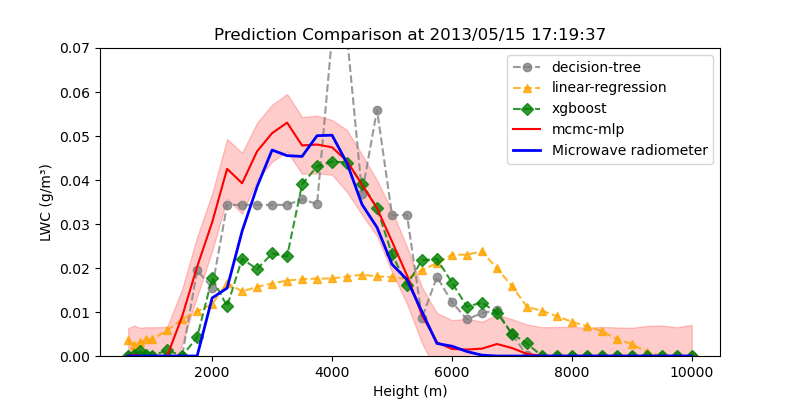 Prediction Comparison at 2013/05/15 17:19:37
0.07
0.06
0.05
0.04
0.03
0.02
0.01
0.00
LWC (g/m³)
decision-tree
linear-regression
xgboost
mcmc-mlp
Microwave radiometer
2000 4000 6000 8000 10000
Height (m)